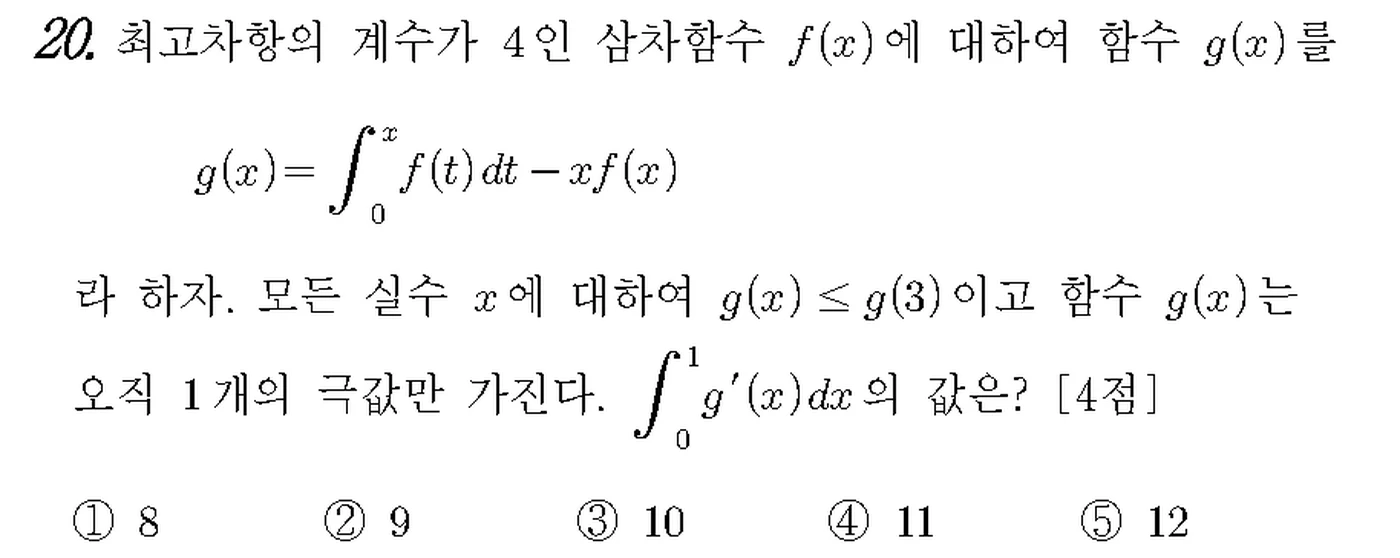 20. 최고차항의 계수가 4인 삼차함수 f(x)에 대하여 함수 g(x)를
g(x)=∫₀ˣ f(t)dt−xf(x)
라 하자. 모든 실수 x에 대하여 g(x)≤g(3)이고 함수 g(x)는
오직 1개의 극값만 가진다. ∫₀¹ g′(x)dx의 값은? [4점]
① 8 ② 9 ③ 10 ④ 11 ⑤ 12